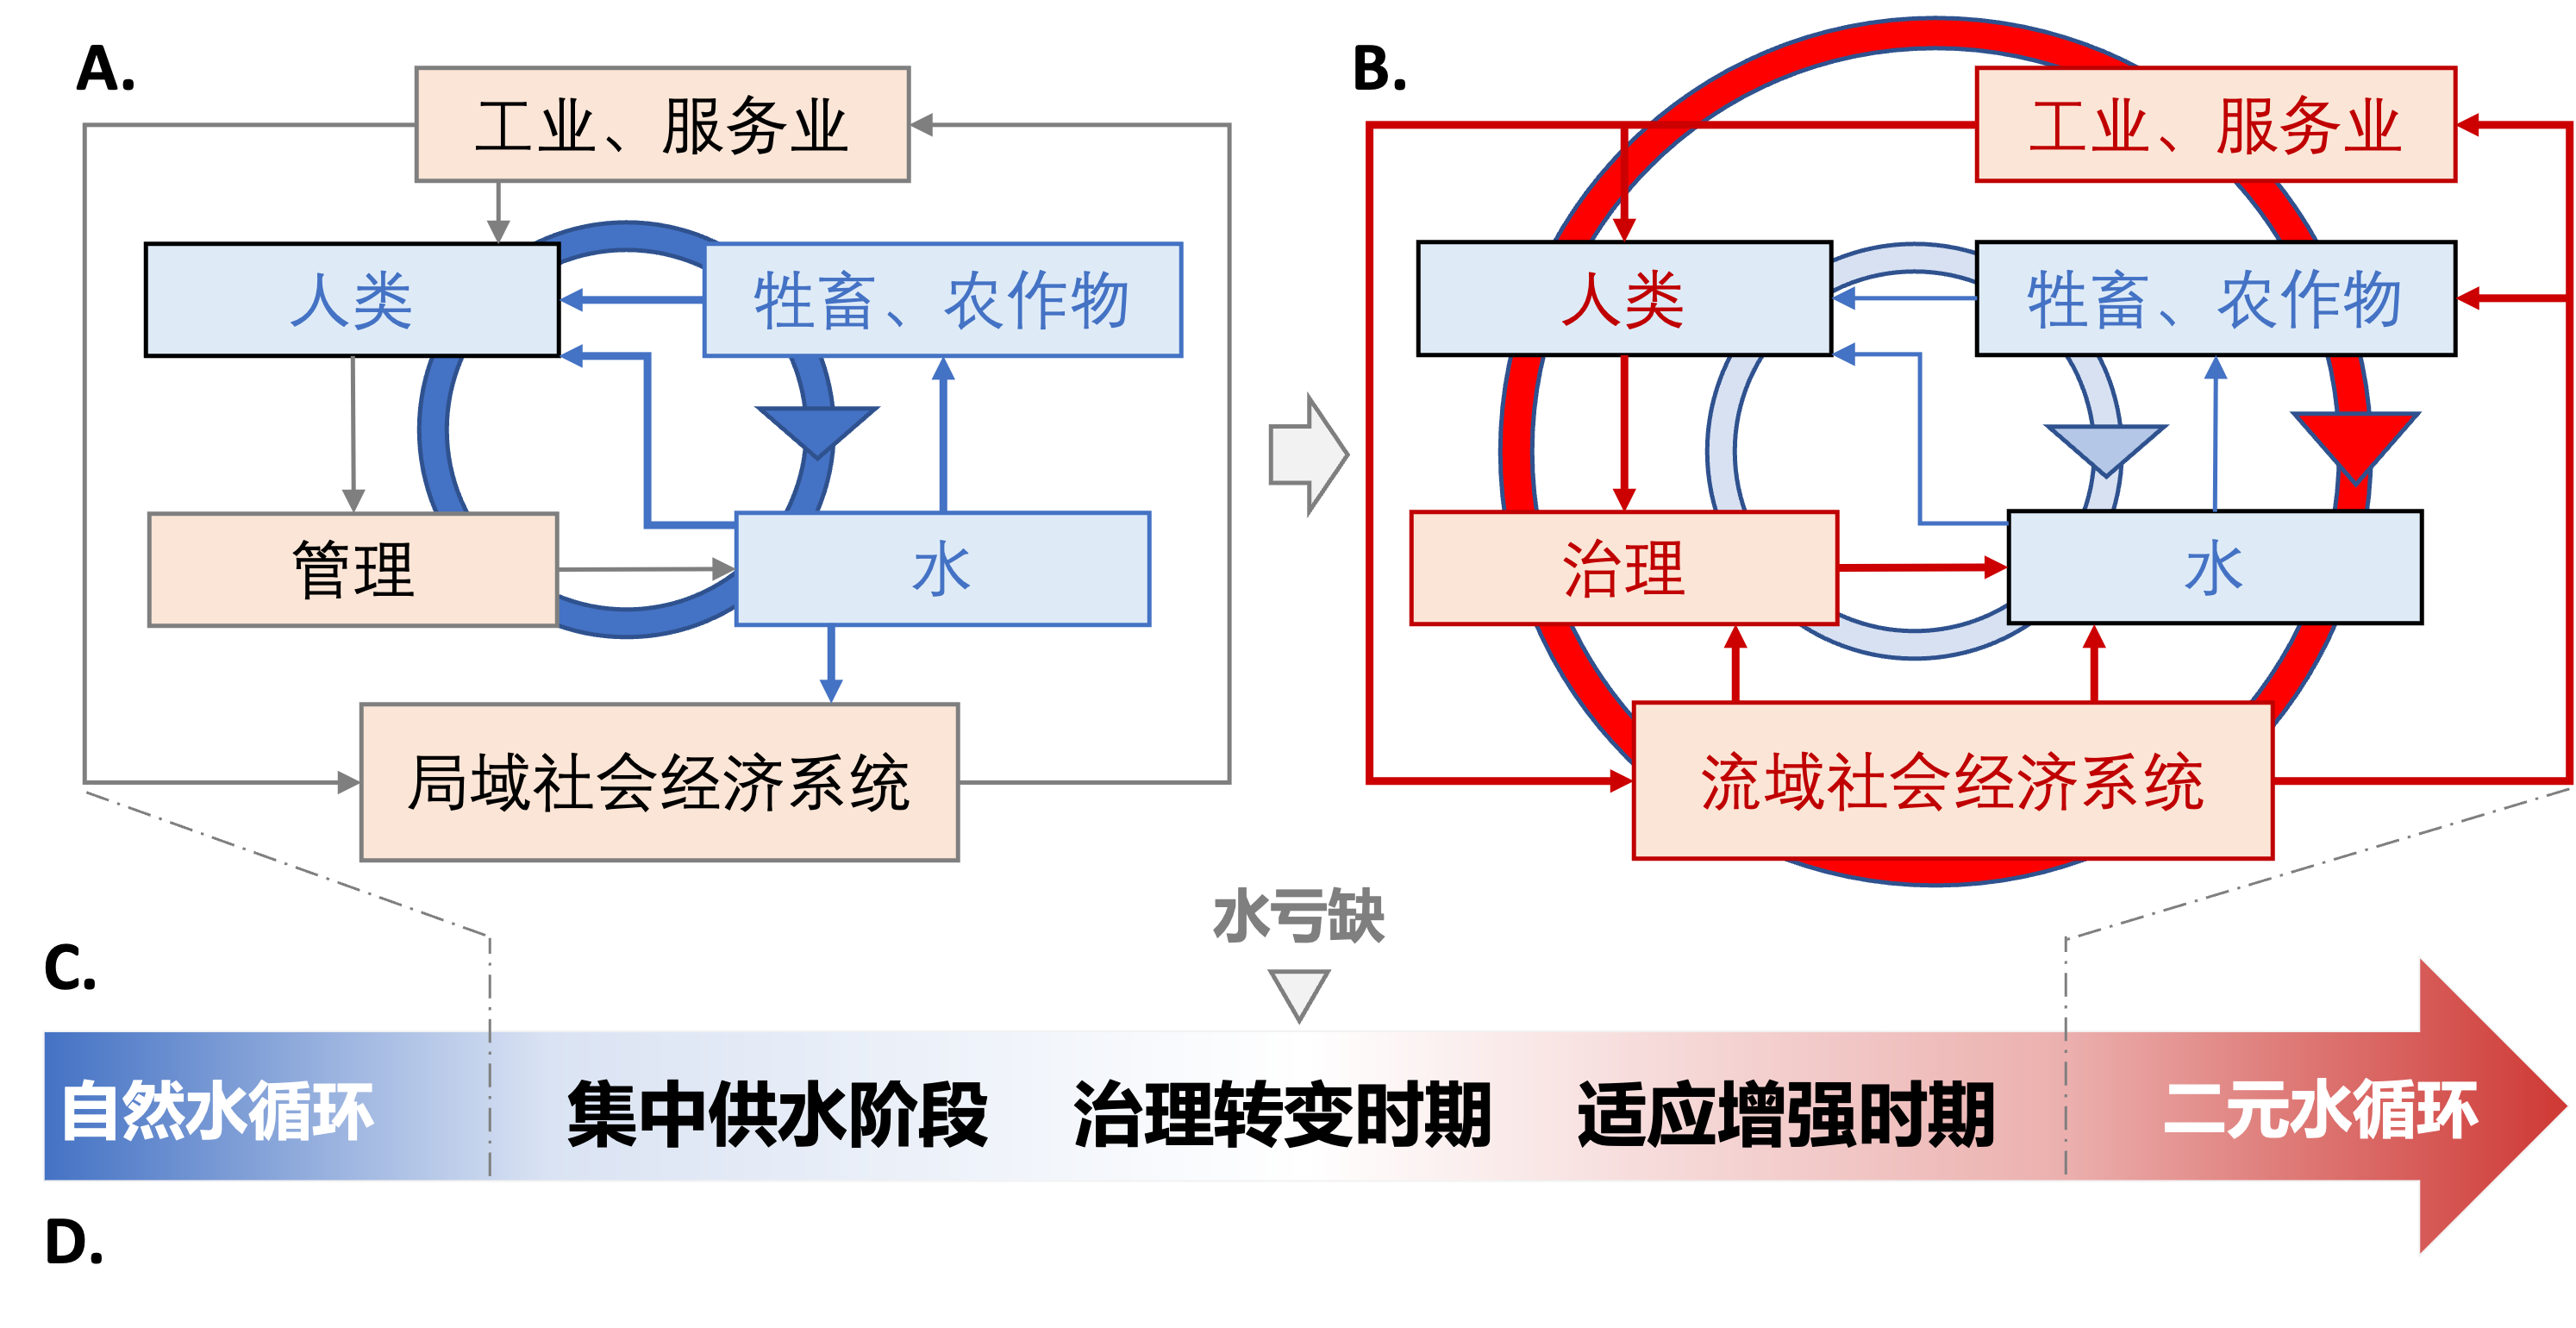 A.
工业、服务业
人类
牲畜、农作物
管理
水
局域社会经济系统
B.
工业、服务业
人类
牲畜、农作物
治理
水
流域社会经济系统
水亏缺
C.
自然水循环
集中供水阶段
治理转变时期
适应增强时期
二元水循环
D.